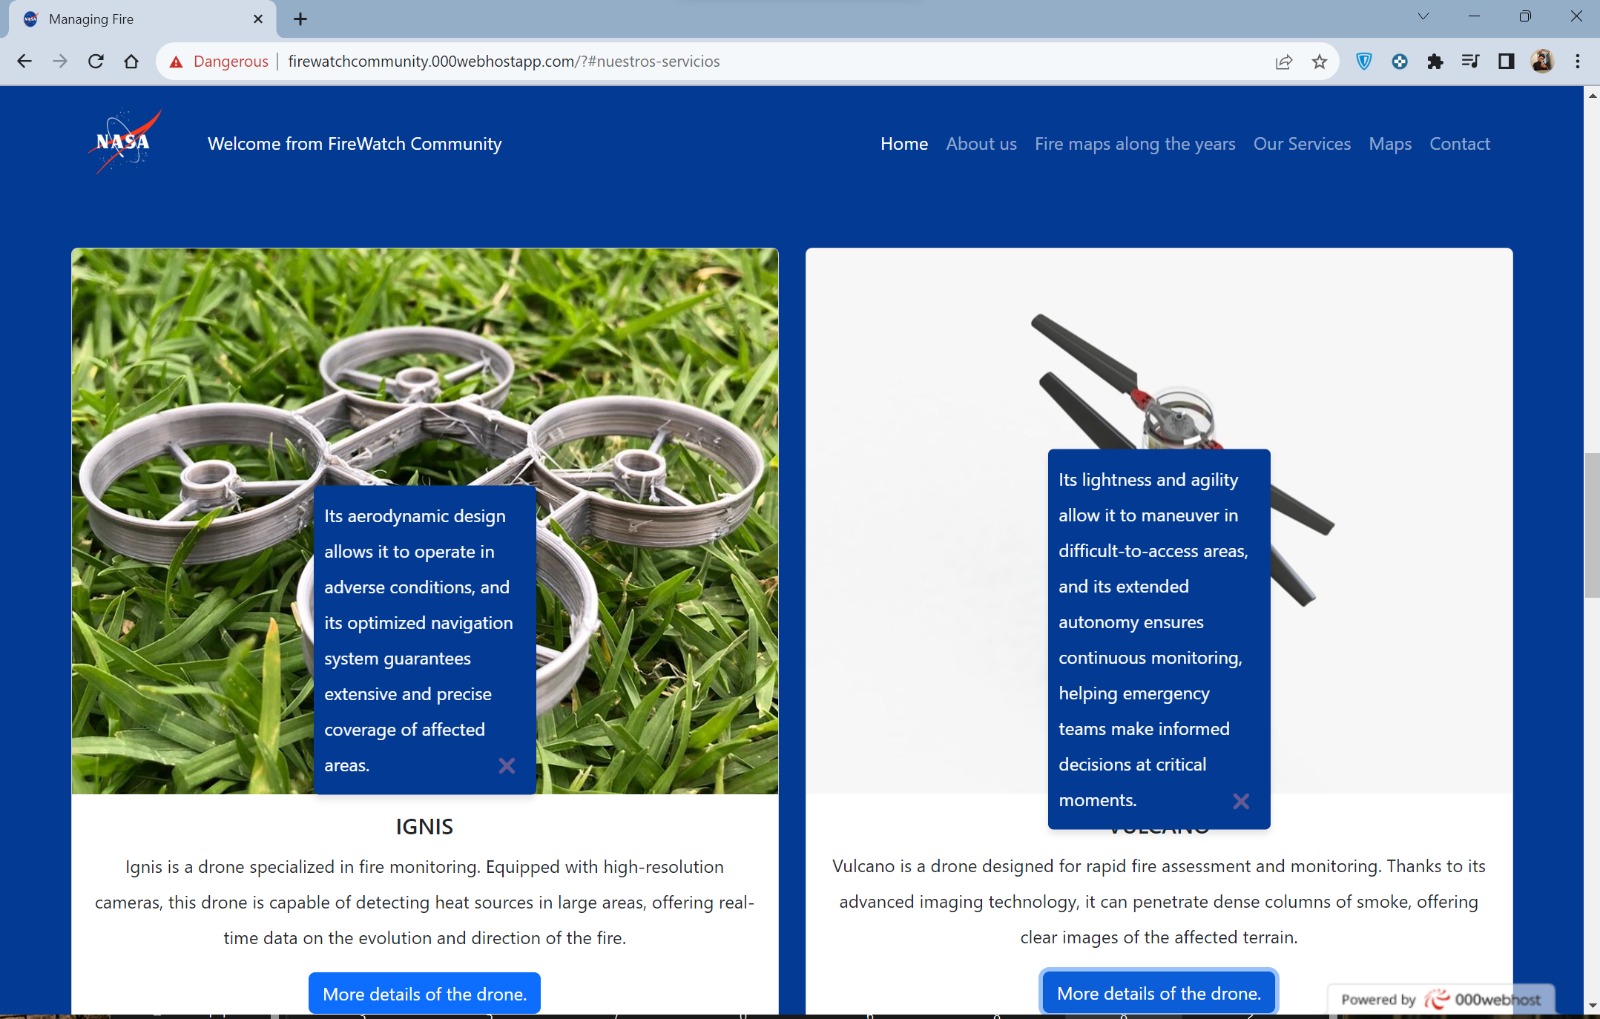 Managing Fire
Dangerous
firewatchcommunity.000webhostapp.com/?#nuestros-servicios
NASA
Welcome from FireWatch Community
Home
About us
Fire maps along the years
Our Services
Maps
Contact
Its aerodynamic design
allows it to operate in
adverse conditions, and
its optimized navigation
system guarantees
extensive and precise
coverage of affected
areas.
IGNIS
Ignis is a drone specialized in fire monitoring. Equipped with high-resolution
cameras, this drone is capable of detecting heat sources in large areas, offering real-
time data on the evolution and direction of the fire.
More details of the drone.
Its lightness and agility
allow it to maneuver in
difficult-to-access areas,
and its extended
autonomy ensures
continuous monitoring,
helping emergency
teams make informed
decisions at critical
moments.
VULCANO
Vulcano is a drone designed for rapid fire assessment and monitoring. Thanks to its
advanced imaging technology, it can penetrate dense columns of smoke, offering
clear images of the affected terrain.
More details of the drone.
Powered by 000webhost